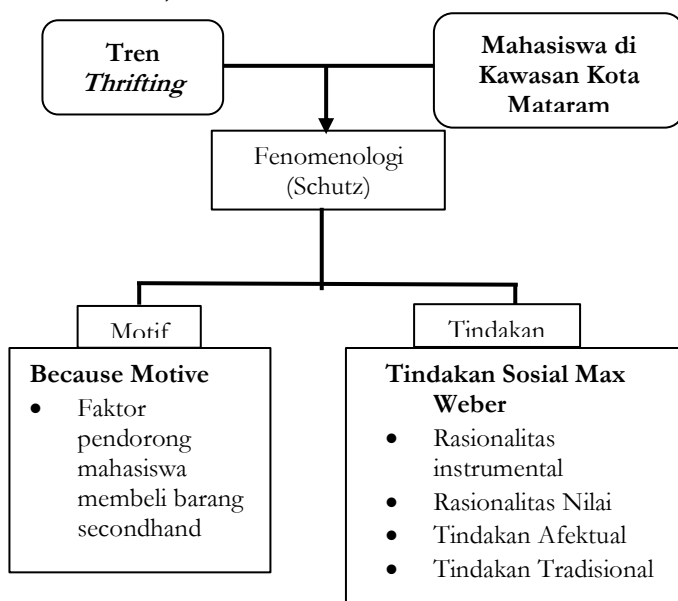 Tren
Thrifting
Mahasiswa di
Kawasan Kota
Mataram
Fenomenologi
(Schutz)
Motif
Tindakan
Because Motive
• Faktor
pendorong
mahasiswa
membeli barang
secondhand
Tindakan Sosial Max
Weber
• Rasionalitas
instrumental
• Rasionalitas Nilai
• Tindakan Afektual
• Tindakan Tradisional